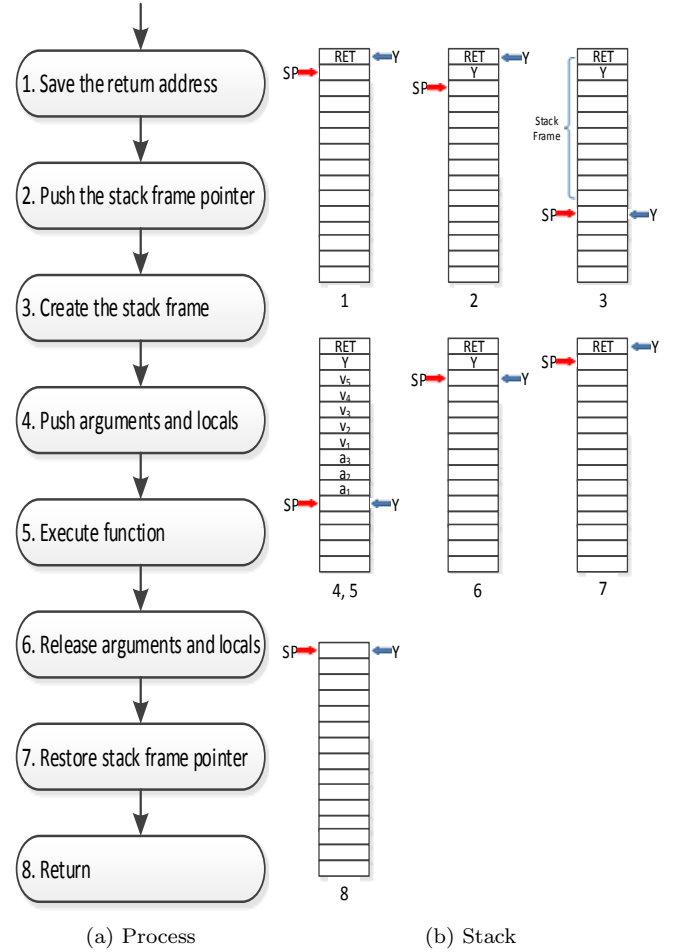 1. Save the return address
2. Push the stack frame pointer
3. Create the stack frame
4. Push arguments and locals
5. Execute function
6. Release arguments and locals
7. Restore stack frame pointer
8. Return
(a) Process
RET
Y
SP
1
RET
Y
Y
SP
2
RET
Y
Stack
Frame
SP
Y
3
RET
Y
v₅
v₄
v₃
v₂
v₁
a₃
a₂
a₁
SP
Y
4, 5
RET
Y
SP
Y
6
RET
Y
SP
7
SP
Y
8
(b) Stack